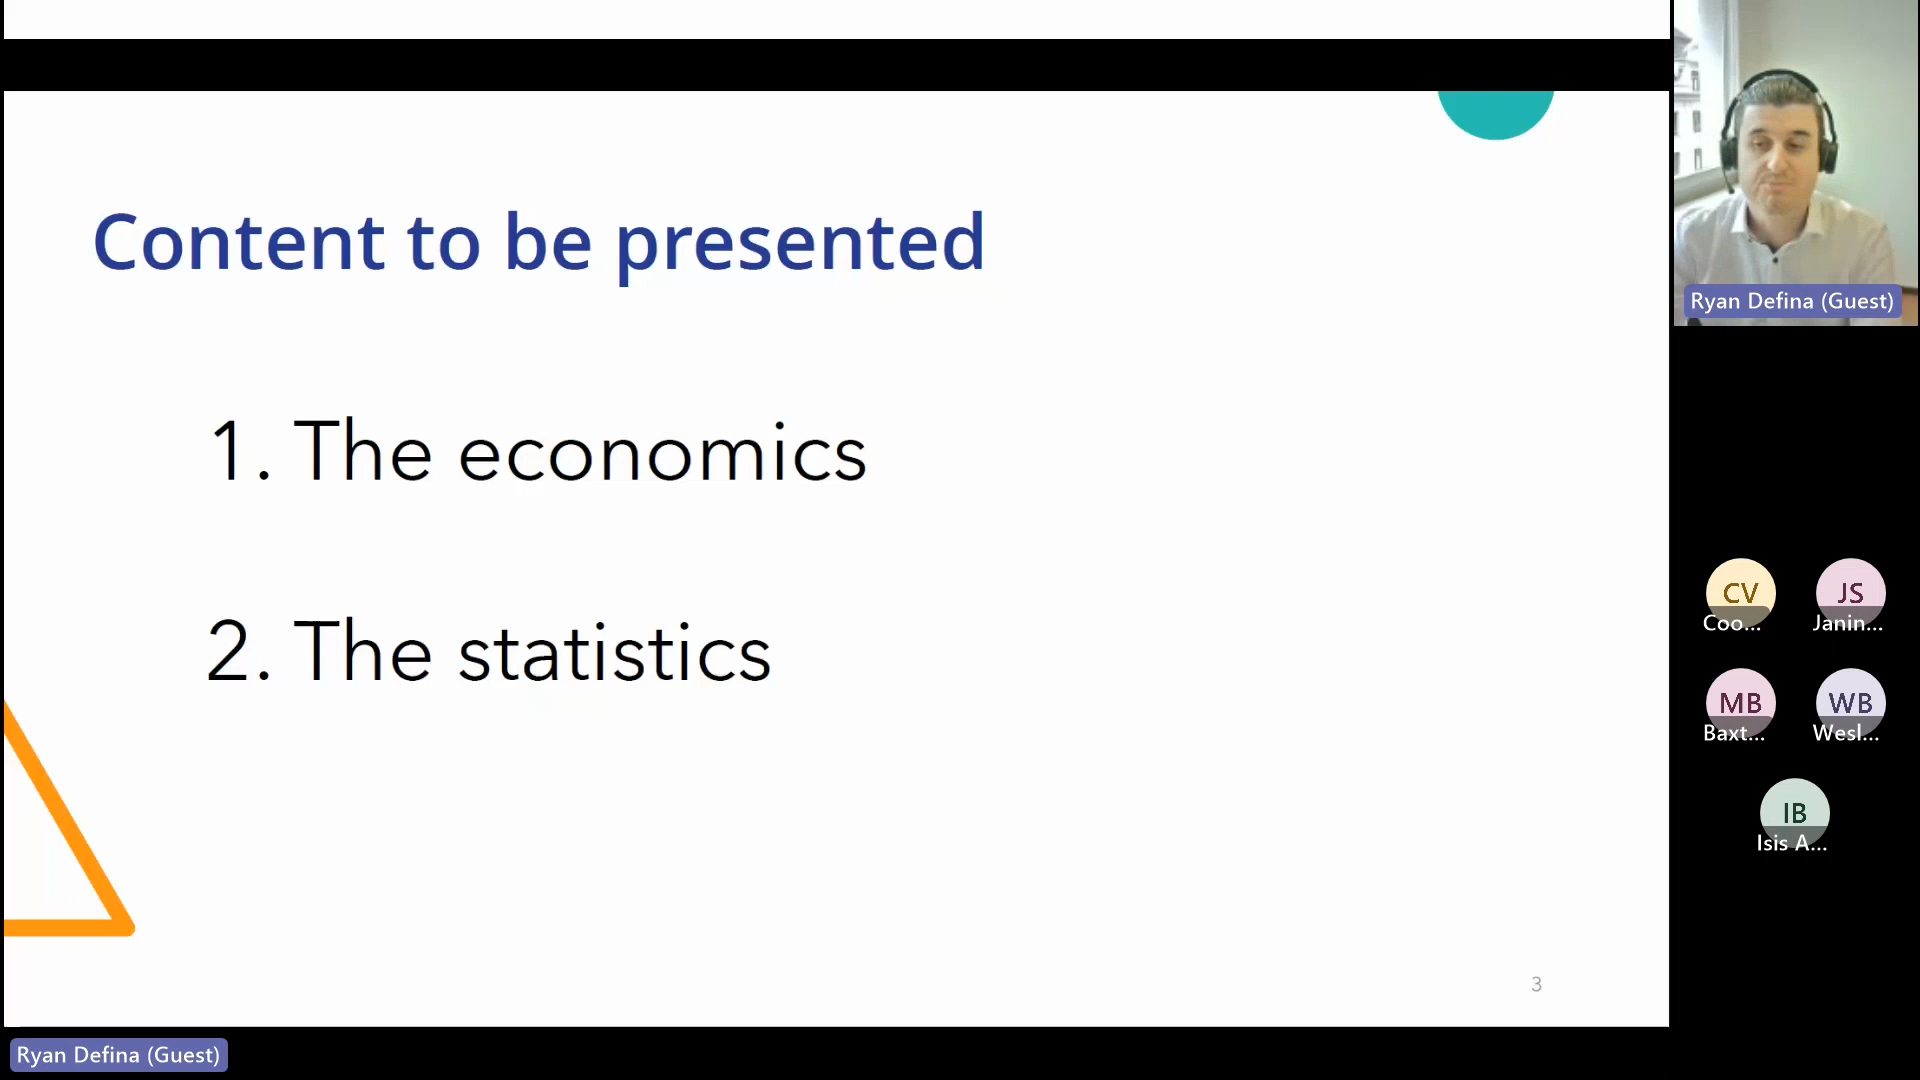 Content to be presented
1. The economics
2. The statistics
3
Ryan Defina (Guest)
CV
Coo...
JS
Janin...
MB
Baxt...
WB
Wesl...
IB
Isis A...
Ryan Defina (Guest)